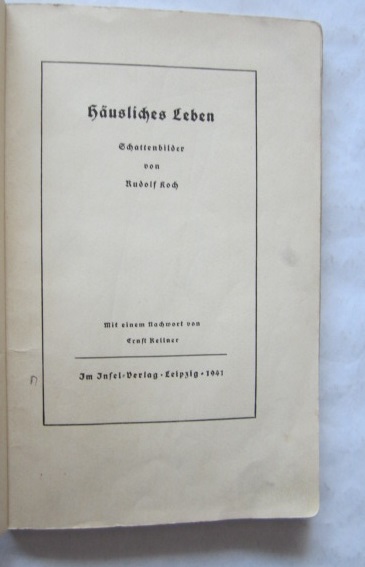 Häusliches Leben
Schattenbilder
von
Rudolf Koch
Mit einem Nachwort von
Ernst Kellner
Im Insel-Verlag · Leipzig · 1941